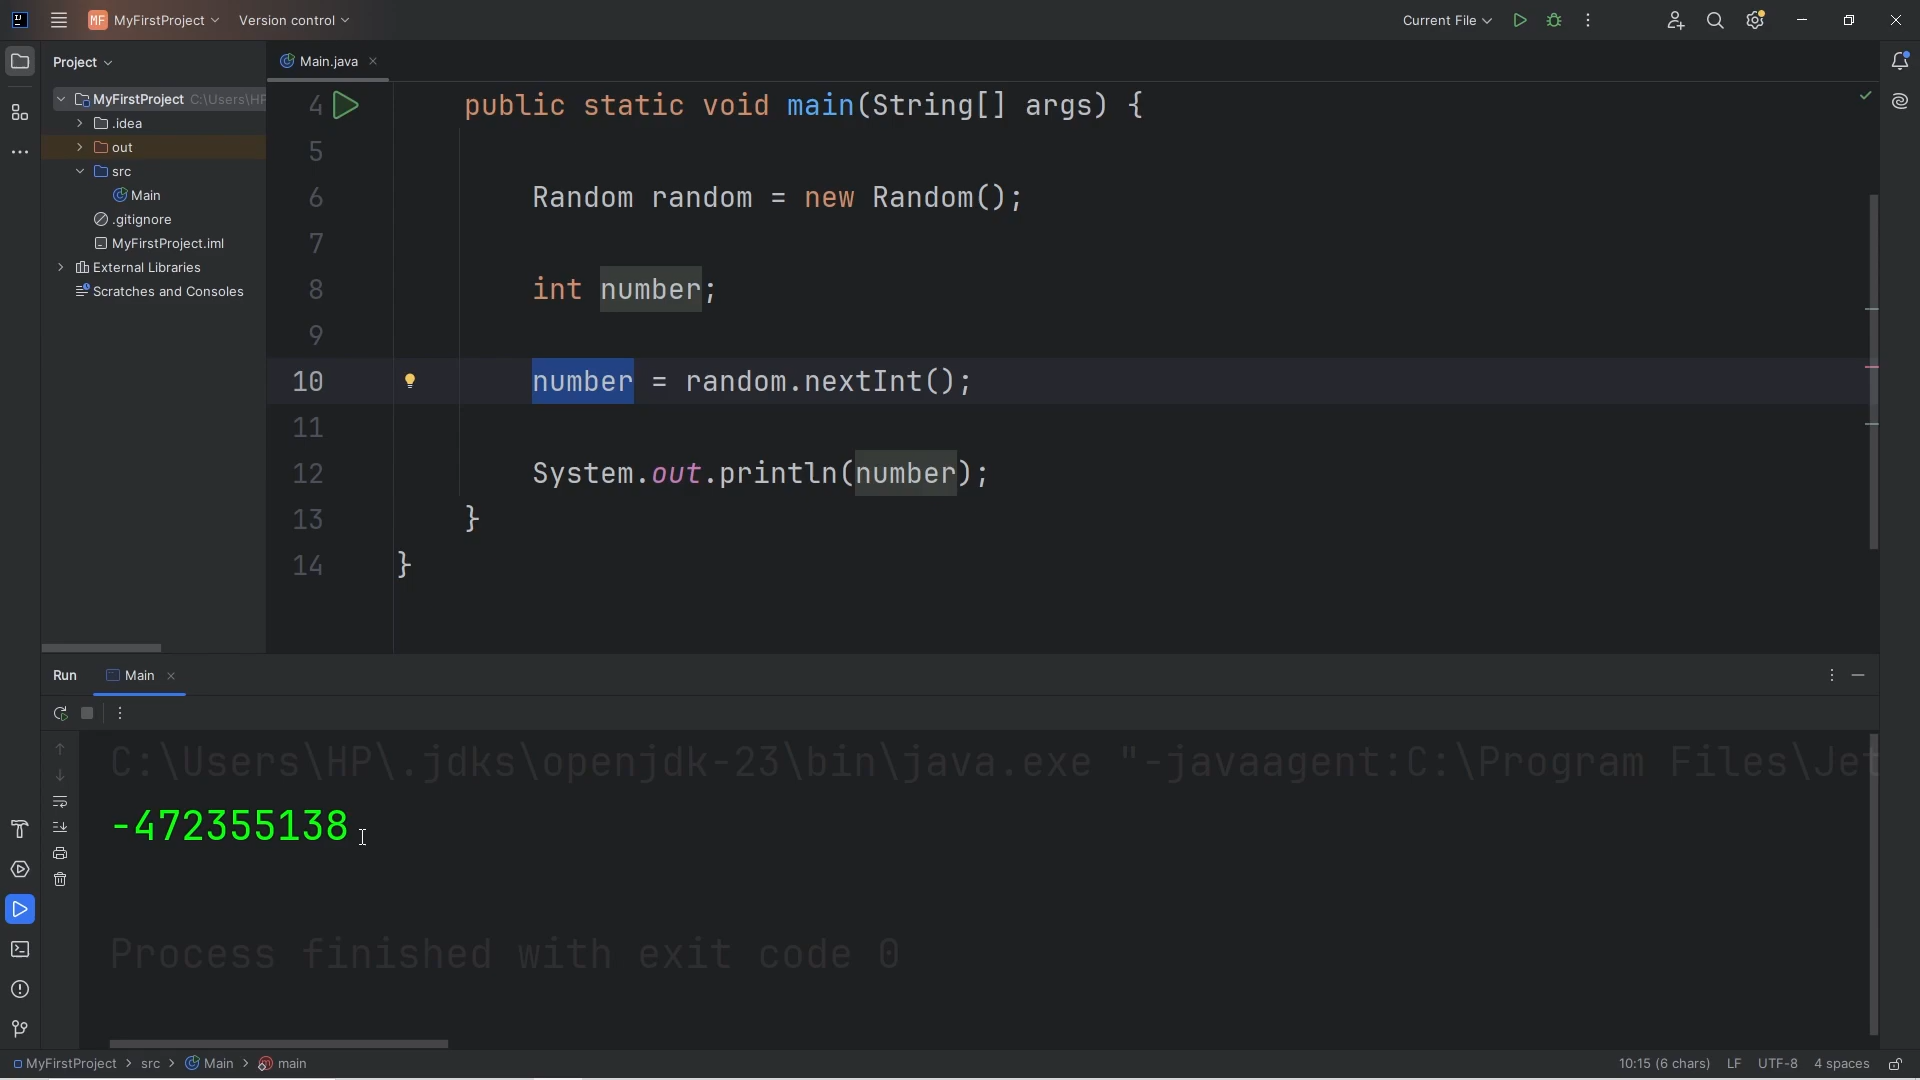 MF MyFirstProject Version control Current File
Project Main.java
MyFirstProject C:\Users\HP
.idea
out
src
Main
.gitignore
MyFirstProject.iml
External Libraries
Scratches and Consoles
4 public static void main(String[] args) {
5
6 Random random = new Random();
7
8 int number;
9
10 number = random.nextInt();
11
12 System.out.println(number);
13 }
14 }
Run Main
C:\Users\HP\.jdks\openjdk-23\bin\java.exe "-javaagent:C:\Program Files\Jet
-472355138
Process finished with exit code 0
MyFirstProject > src > Main > main 10:15 (6 chars) LF UTF-8 4 spaces